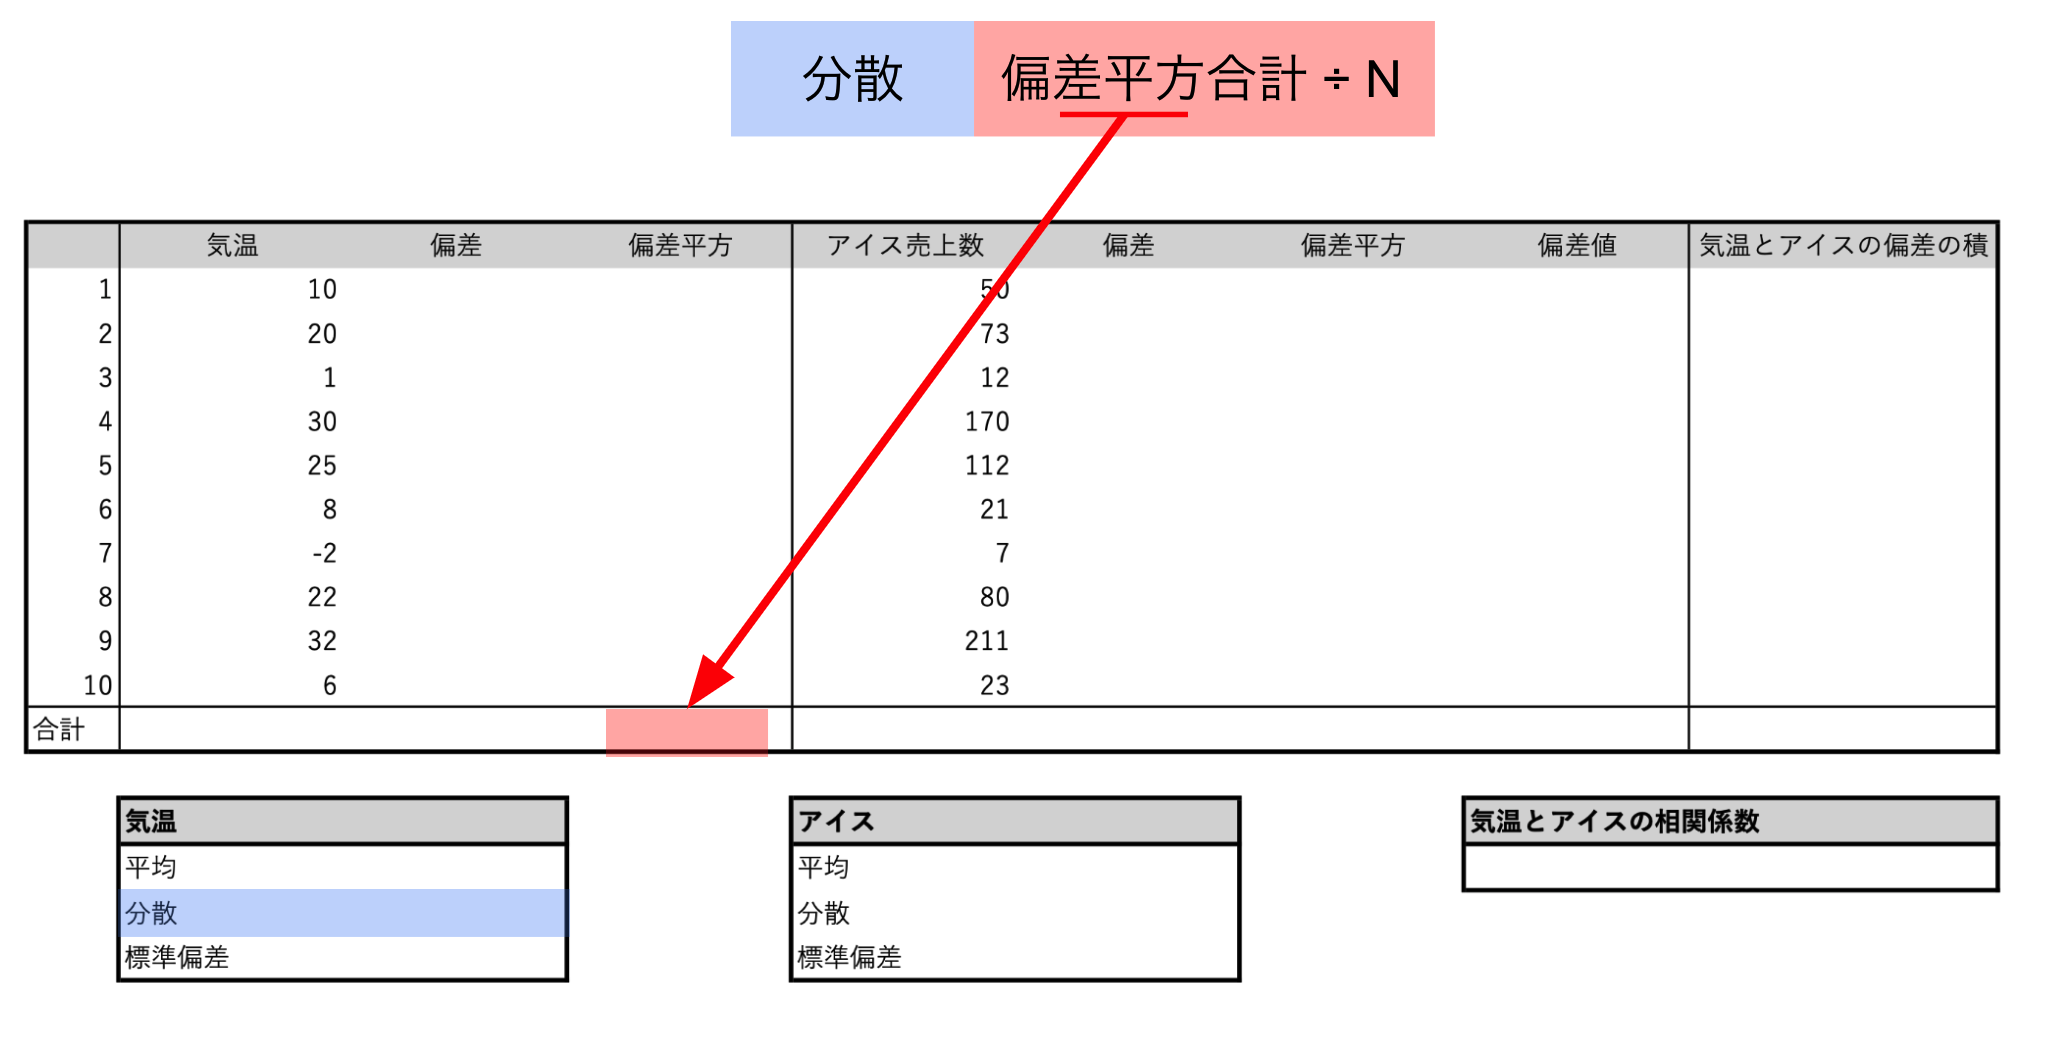 分散 偏差平方合計 ÷ N
気温 偏差 偏差平方 アイス売上数 偏差 偏差平方 偏差値 気温とアイスの偏差の積
1 10 50
2 20 73
3 1 12
4 30 170
5 25 112
6 8 21
7 -2 7
8 22 80
9 32 211
10 6 23
合計
気温
平均
分散
標準偏差
アイス
平均
分散
標準偏差
気温とアイスの相関係数